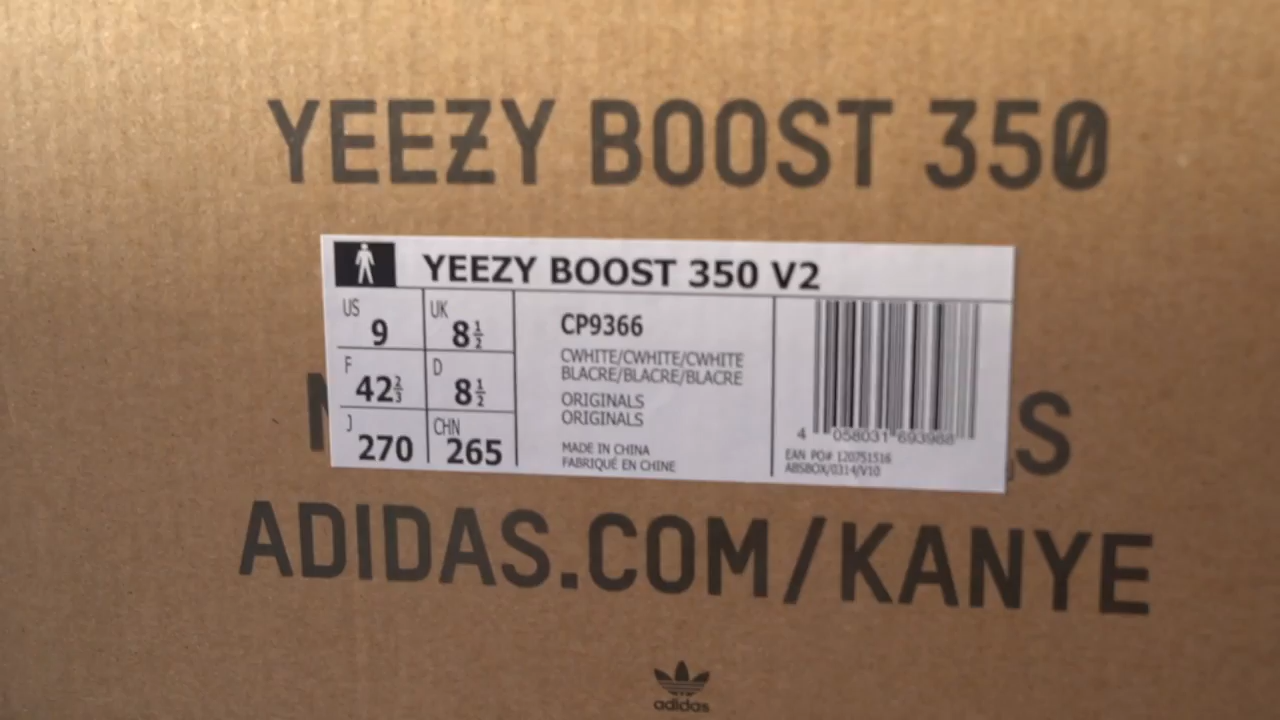 YEEZY BOOST 350
YEEZY BOOST 350 V2
US 9 UK 8½
F 42⅔ D 8½
J 270 CHN 265
CP9366
CWHITE/CWHITE/CWHITE
BLACRE/BLACRE/BLACRE
ORIGINALS
ORIGINALS
MADE IN CHINA
FABRIQUÉ EN CHINE
4 058031 693988
EAN PO# 120751516
ABSBOX/0314/V10
ADIDAS.COM/KANYE
adidas